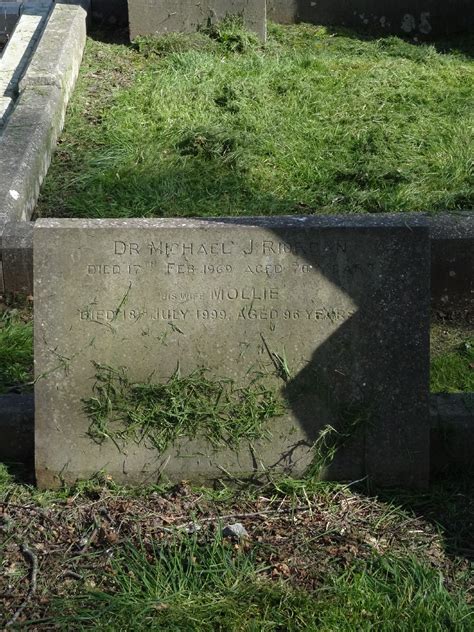 DR MICHAEL J RIORDAN
DIED 17TH FEB 1969 AGED 70 YEARS
HIS WIFE MOLLIE
DIED 18TH JULY 1999, AGED 96 YEARS